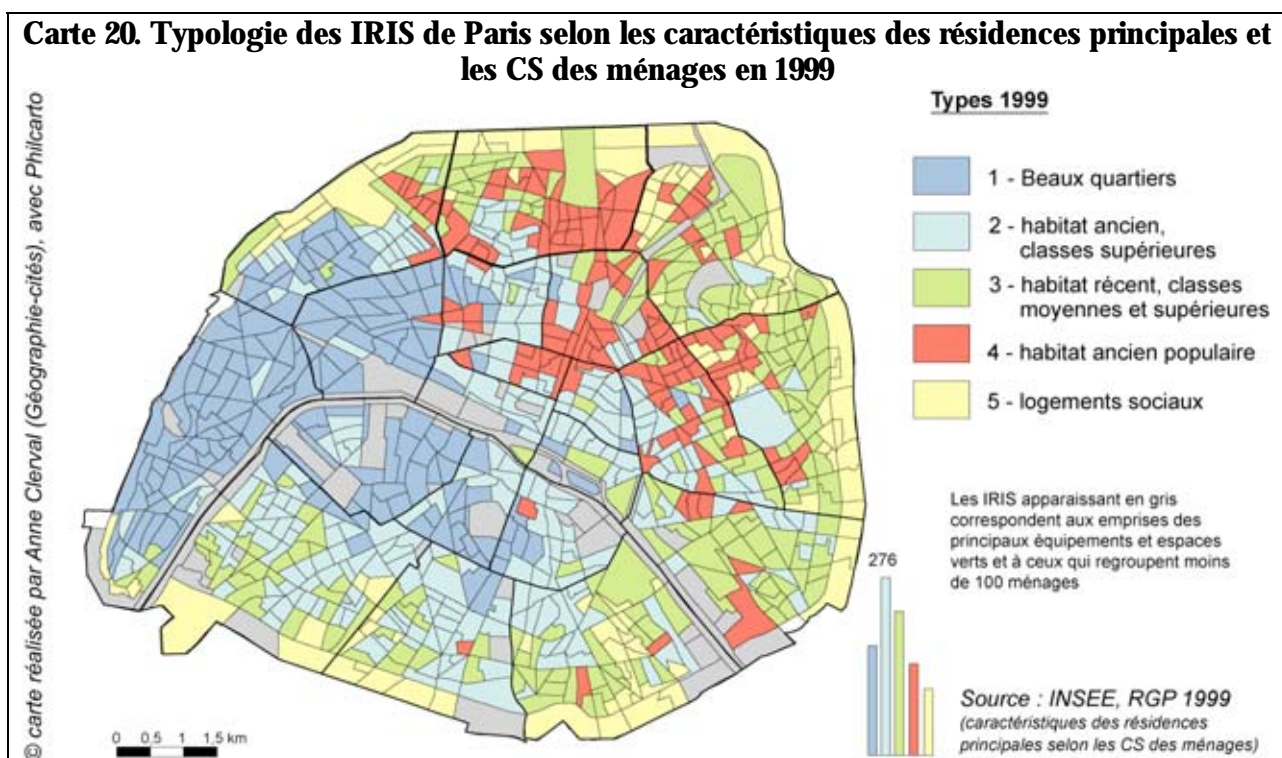 Carte 20. Typologie des IRIS de Paris selon les caractéristiques des résidences principales et
les CS des ménages en 1999
© carte réalisée par Anne Clerval (Géographie-cités), avec Philcarto
Types 1999
1 - Beaux quartiers
2 - habitat ancien,
classes supérieures
3 - habitat récent, classes
moyennes et supérieures
4 - habitat ancien populaire
5 - logements sociaux
Les IRIS apparaissant en gris
correspondent aux emprises des
principaux équipements et espaces
verts et à ceux qui regroupent moins
de 100 ménages
276
Source : INSEE, RGP 1999
(caractéristiques des résidences
principales selon les CS des ménages)
0 0,5 1 1,5 km